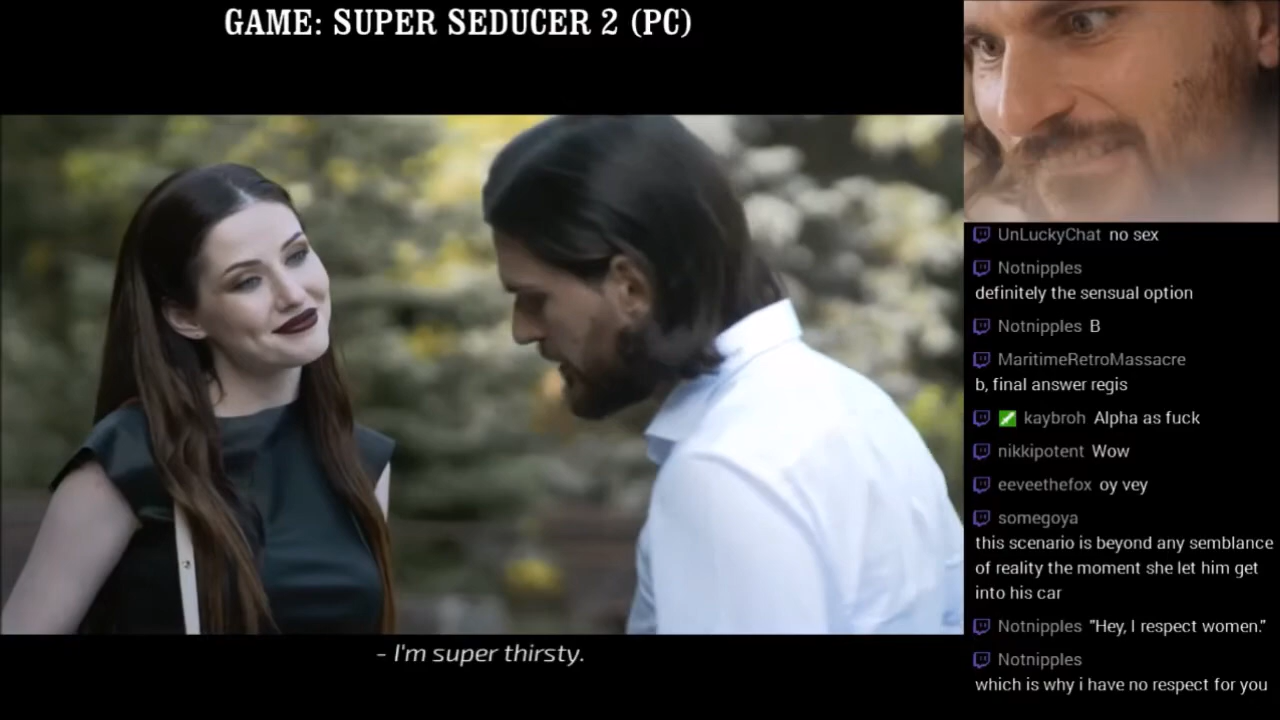 GAME: SUPER SEDUCER 2 (PC)
UnLuckyChat no sex
Notnipples
definitely the sensual option
Notnipples B
MaritimeRetroMassacre
b, final answer regis
kaybroh Alpha as fuck
nikkipotent Wow
eeveethefox oy vey
somegoya
this scenario is beyond any semblance
of reality the moment she let him get
into his car
Notnipples "Hey, I respect women."
Notnipples
which is why i have no respect for you
- I'm super thirsty.